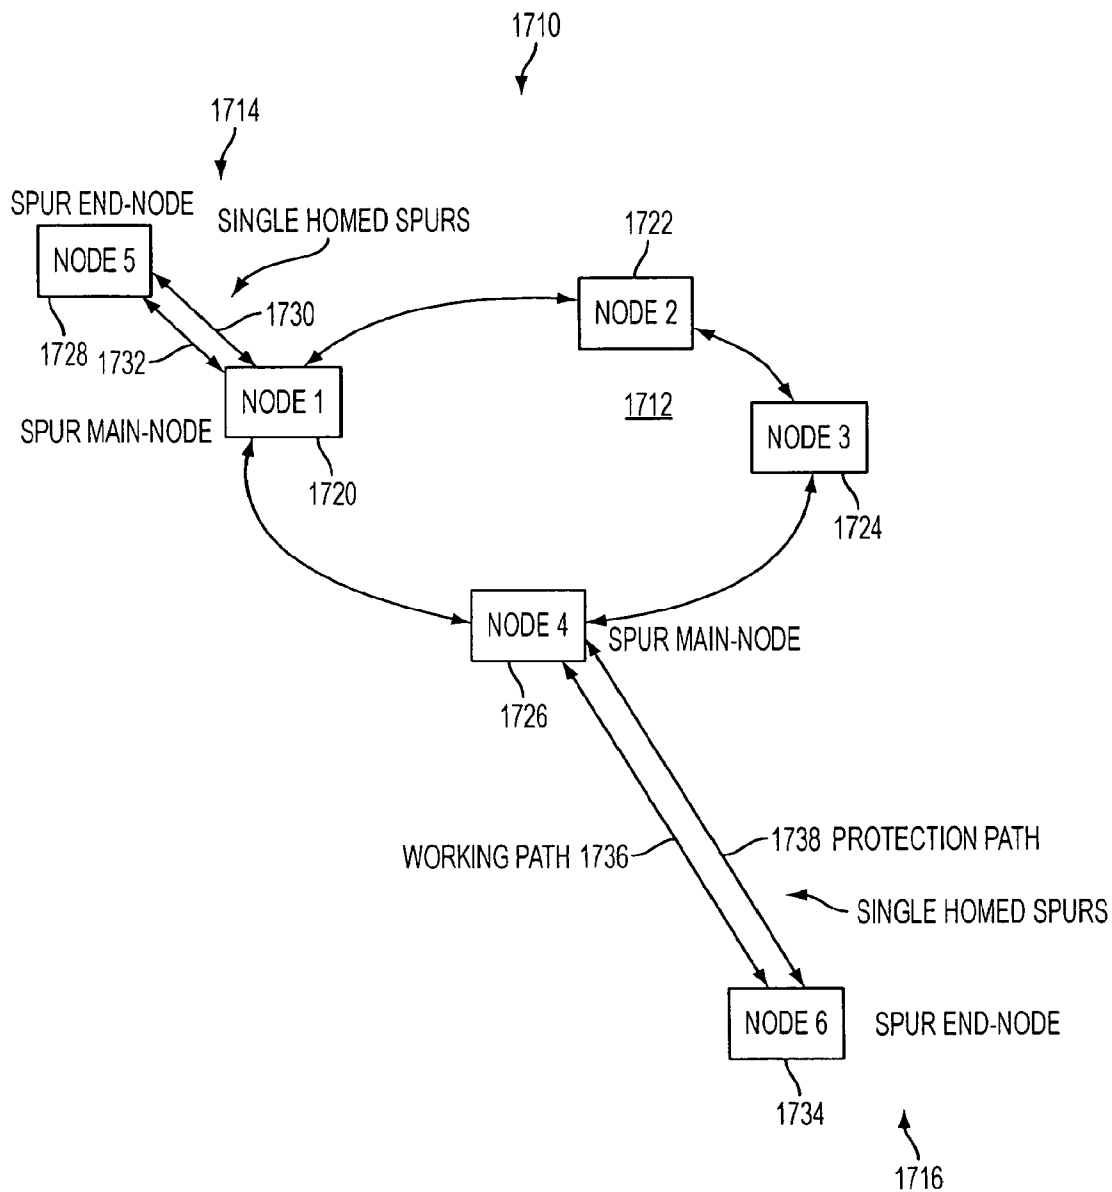 1710
1714
SPUR END-NODE
SINGLE HOMED SPURS
NODE 5
1722
NODE 2
1730
1728
1732
NODE 1
1712
SPUR MAIN-NODE
NODE 3
1720
1724
NODE 4
SPUR MAIN-NODE
1726
WORKING PATH 1736
1738 PROTECTION PATH
SINGLE HOMED SPURS
NODE 6
SPUR END-NODE
1734
1716